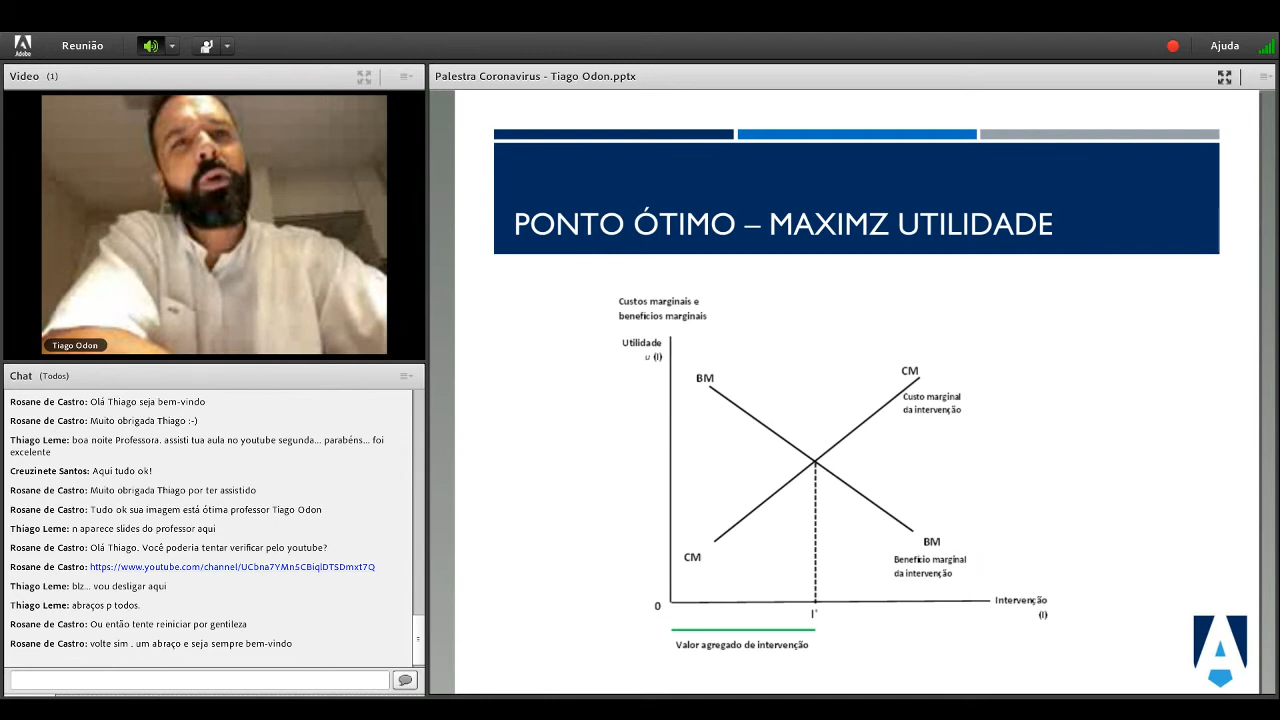 Adobe
Reunião
Ajuda
Video (1)
Tiago Odon
Chat (Todos)
Rosane de Castro: Olá Thiago seja bem-vindo
Rosane de Castro: Muito obrigada Thiago :-)
Thiago Leme: boa noite Professora. assisti tua aula no youtube segunda... parabéns... foi
excelente
Creuzinete Santos: Aqui tudo ok!
Rosane de Castro: Muito obrigada Thiago por ter assistido
Rosane de Castro: Tudo ok sua imagem está ótima professor Tiago Odon
Thiago Leme: n aparece slides do professor aqui
Rosane de Castro: Olá Thiago. Você poderia tentar verificar pelo youtube?
Rosane de Castro: https://www.youtube.com/channel/UCbna7YMn5CBiqlDTSDmxt7Q
Thiago Leme: blz... vou desligar aqui
Thiago Leme: abraços p todos.
Rosane de Castro: Ou então tente reiniciar por gentileza
Rosane de Castro: volte sim . um abraço e seja sempre bem-vindo
Palestra Coronavirus - Tiago Odon.pptx
PONTO ÓTIMO – MAXIMZ UTILIDADE
Custos marginais e
benefícios marginais
Utilidade
u (I)
BM
CM
Custo marginal
da intervenção
CM
BM
Benefício marginal
da intervenção
0
I*
Intervenção
(I)
Valor agregado de intervenção